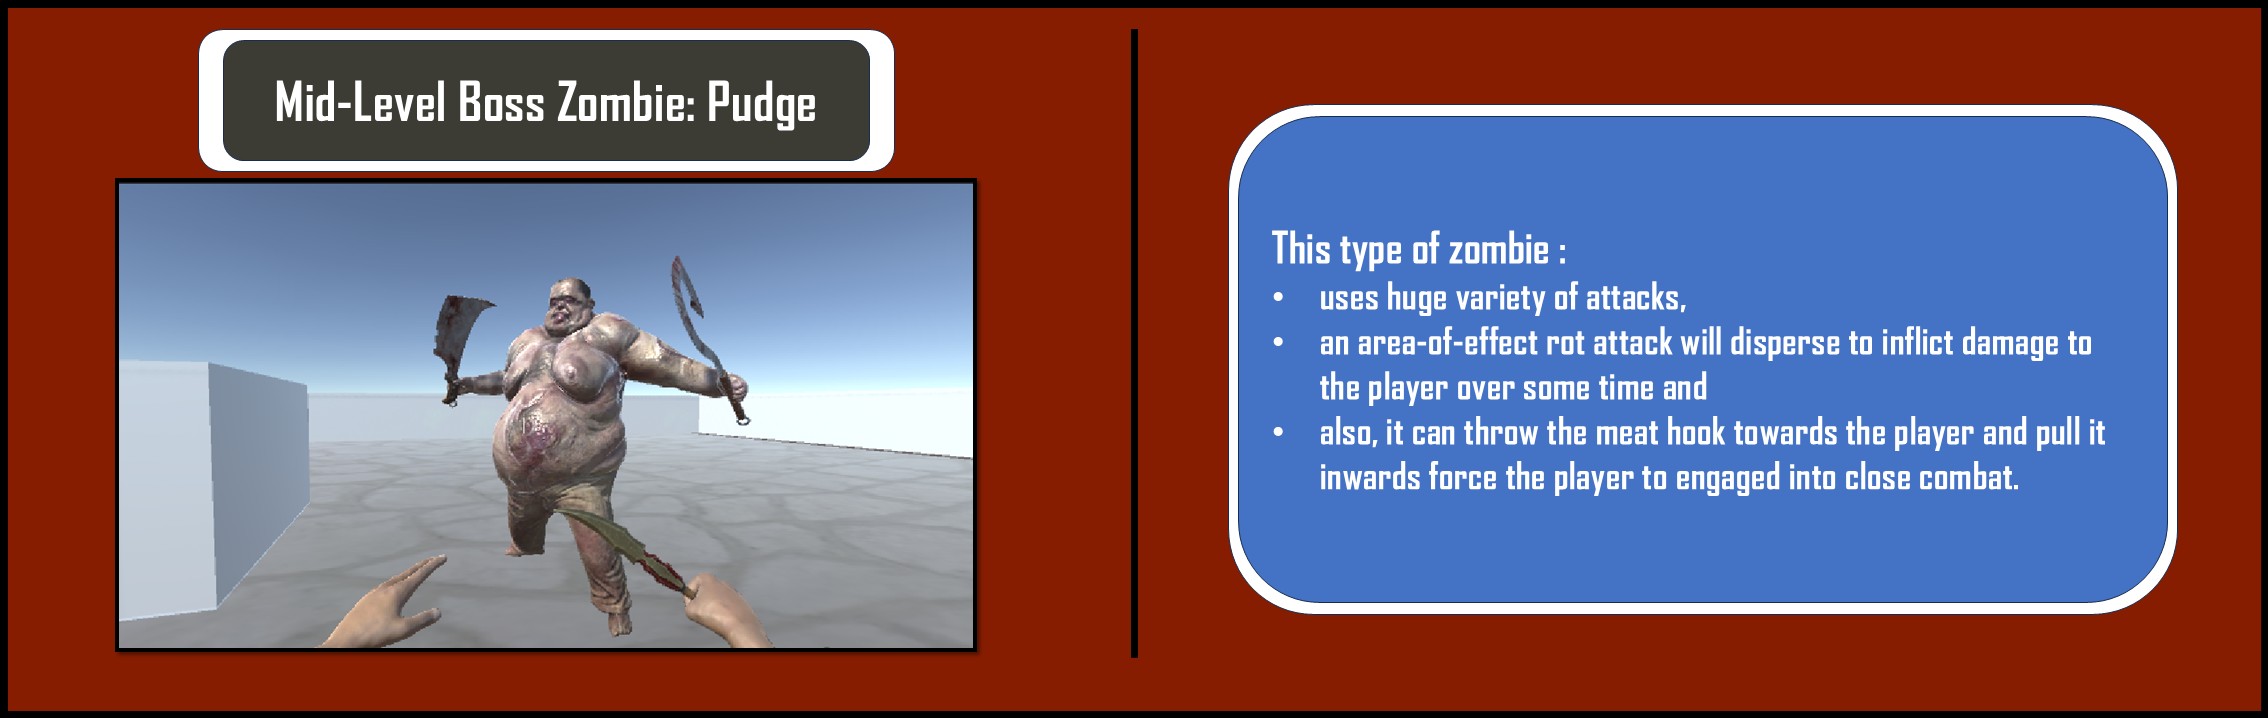 Mid-Level Boss Zombie: Pudge
This type of zombie :
• uses huge variety of attacks,
• an area-of-effect rot attack will disperse to inflict damage to
the player over some time and
• also, it can throw the meat hook towards the player and pull it
inwards force the player to engaged into close combat.